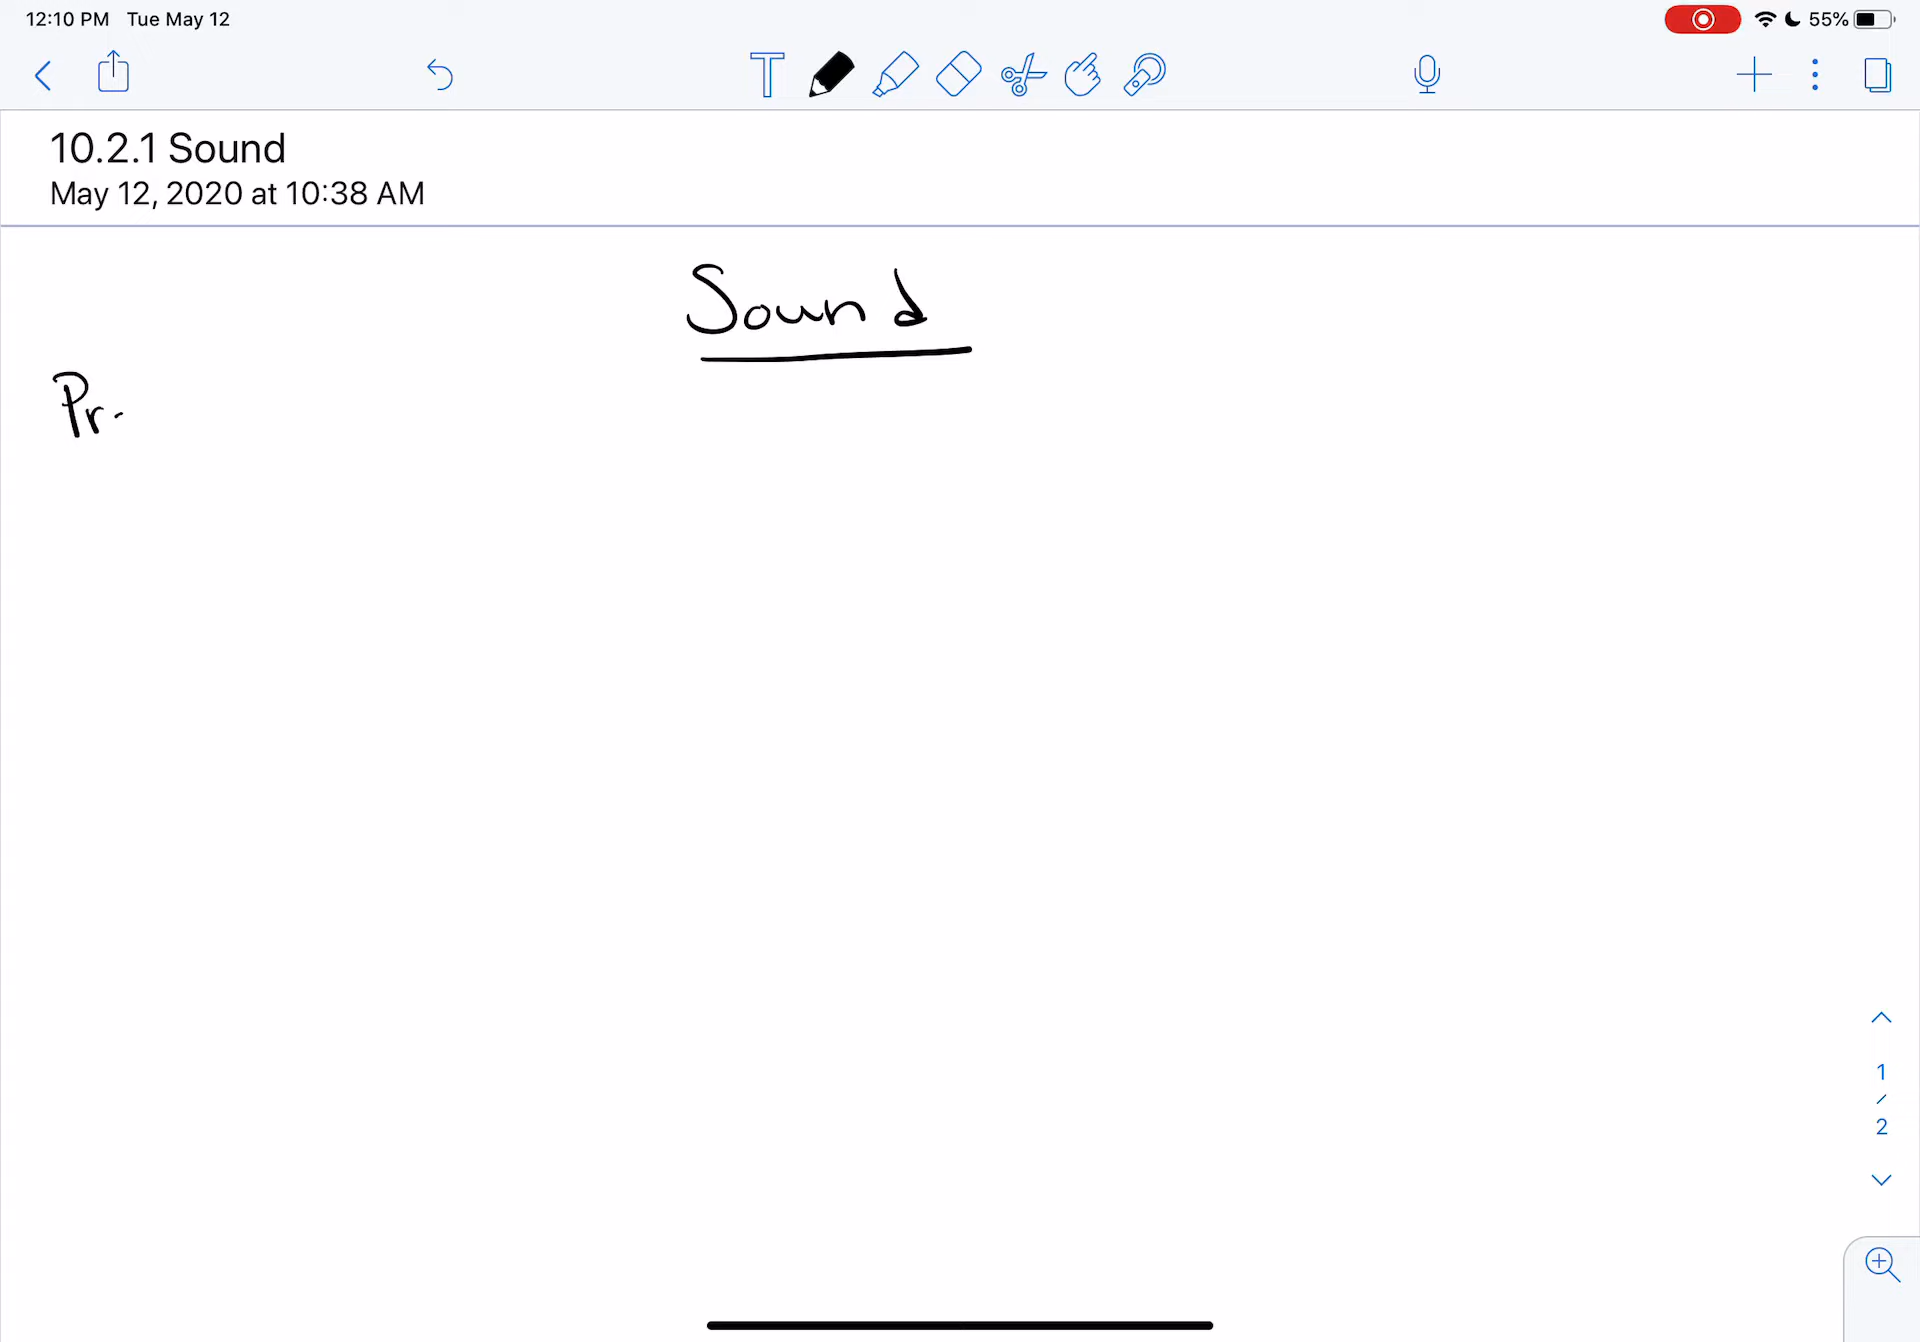 12:10 PM Tue May 12
55%
10.2.1 Sound
May 12, 2020 at 10:38 AM
Sound
Pr-
1
/
2